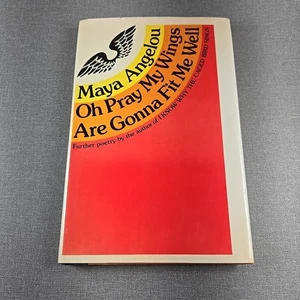 Maya Angelou
Oh Pray My Wings
Are Gonna Fit Me Well
Further poetry by the author of I KNOW WHY THE CAGED BIRD SINGS